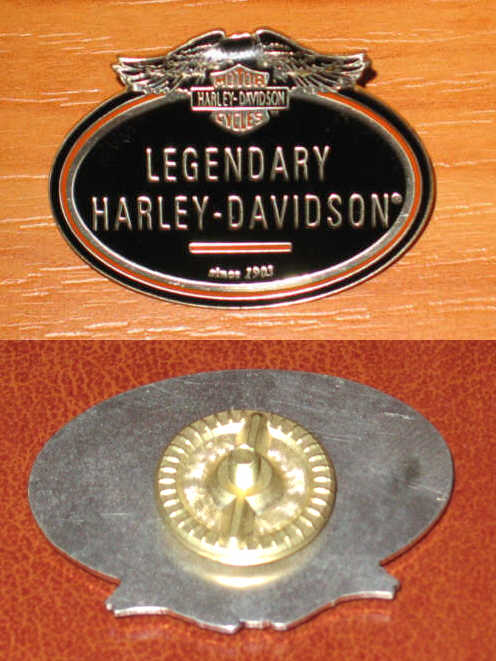 MOTOR
HARLEY-DAVIDSON
CYCLES
LEGENDARY
HARLEY-DAVIDSON®
since 1903